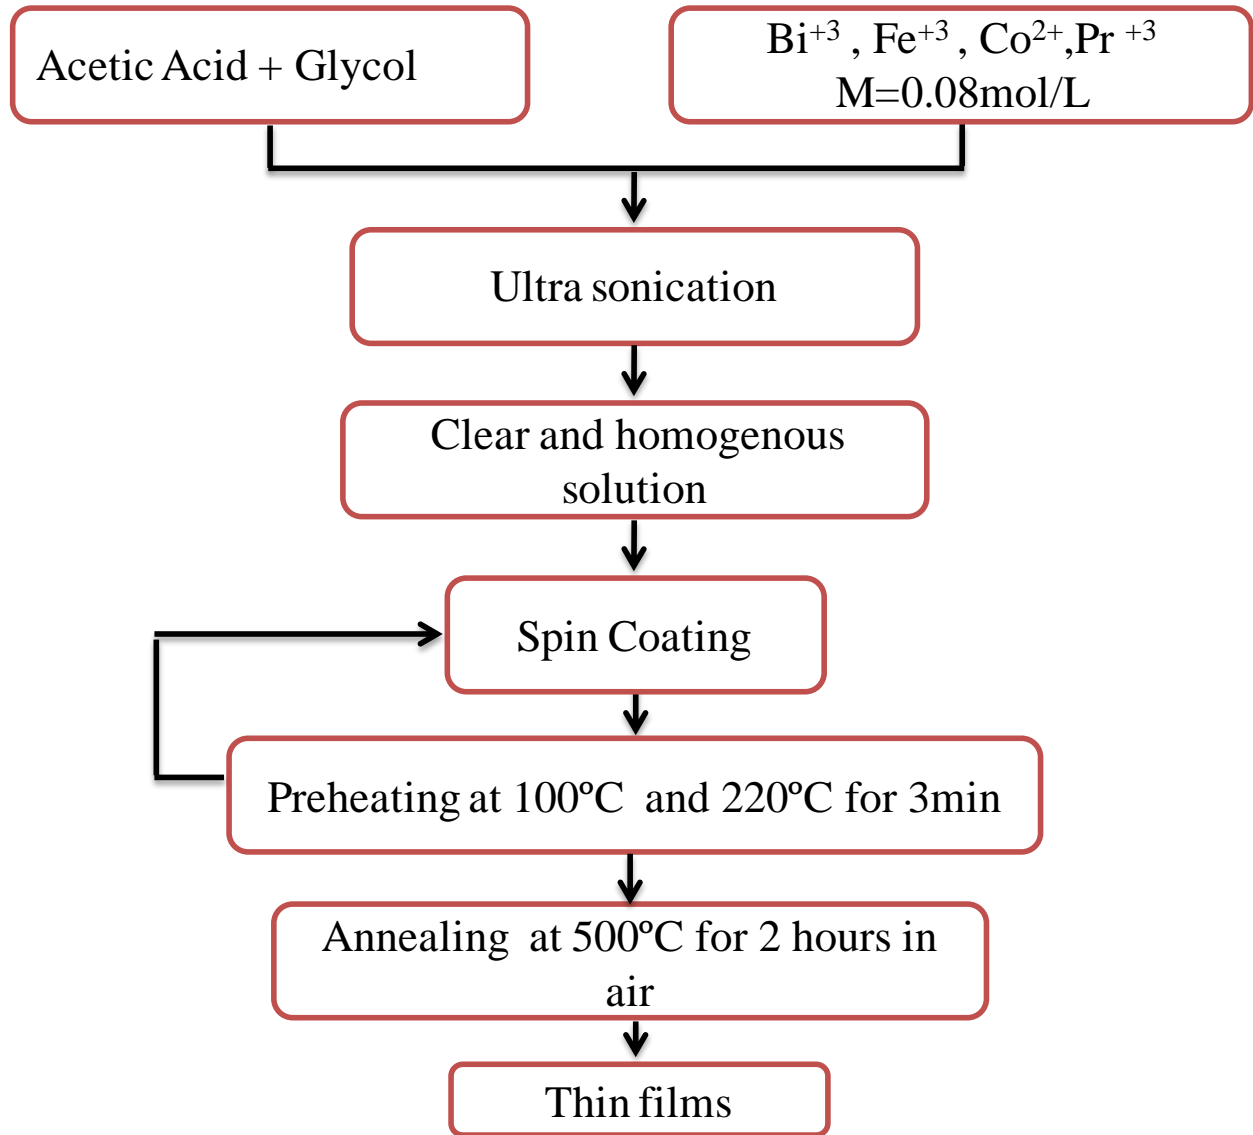 Acetic Acid + Glycol
Bi⁺³ , Fe⁺³ , Co²⁺,Pr ⁺³
M=0.08mol/L
Ultra sonication
Clear and homogenous
solution
Spin Coating
Preheating at 100ºC and 220ºC for 3min
Annealing at 500ºC for 2 hours in
air
Thin films